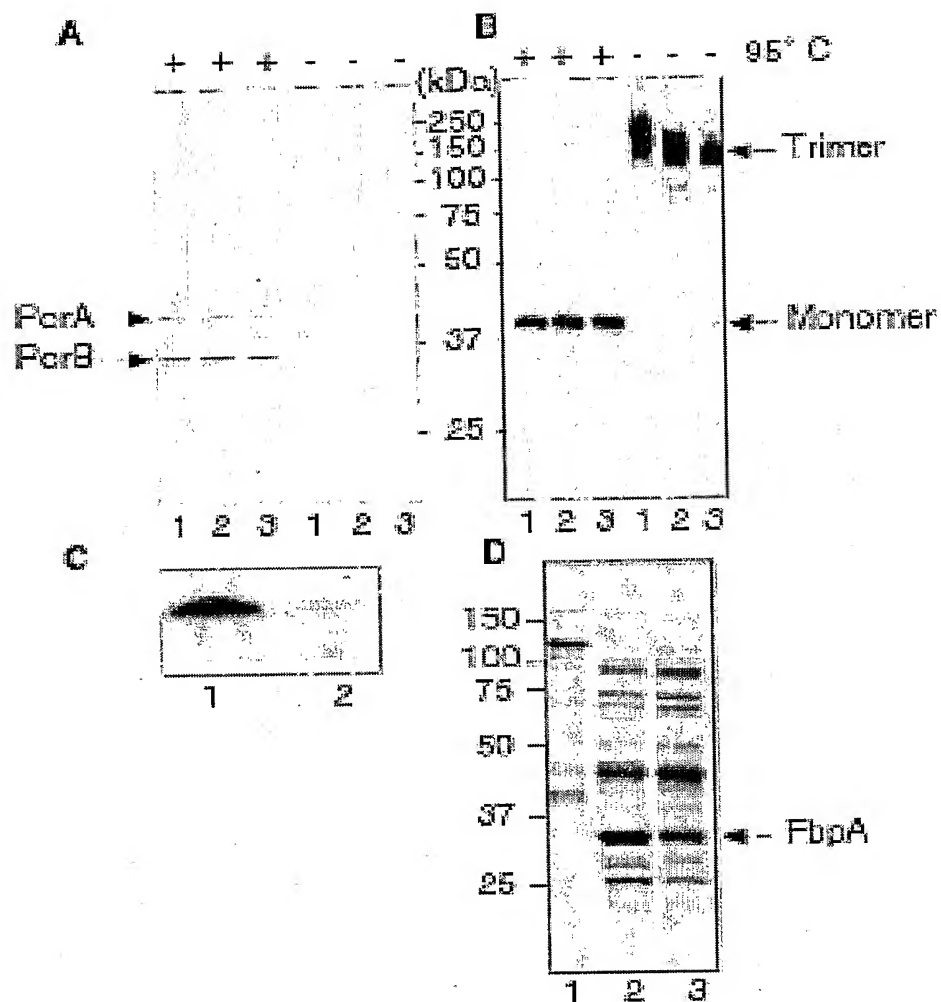 A
+ + + - - -
(kDa)
250
150
100
75
50
37
25
PorA
PorB
1 2 3 1 2 3
B
+ + + - - - 95° C
Trimer
Monomer
1 2 3 1 2 3
C
1 2
D
150
100
75
50
37
25
FbpA
1 2 3